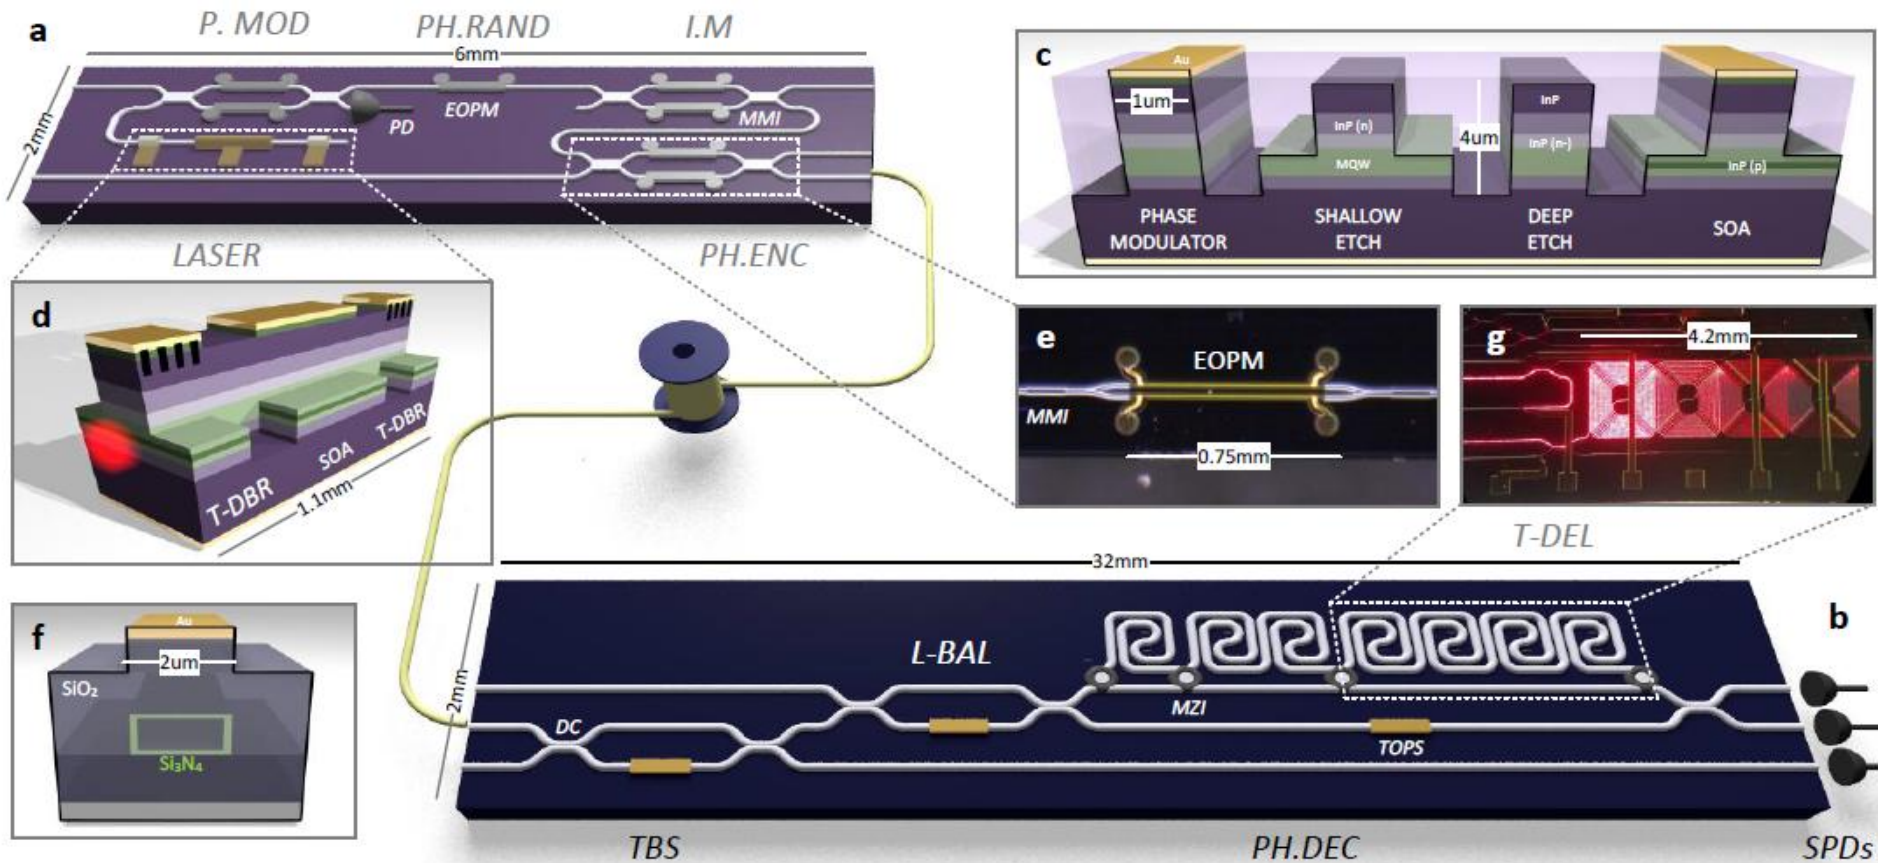 a
P. MOD
PH.RAND
I.M
6mm
2mm
EOPM
PD
MMI
LASER
PH.ENC
c
Au
1um
InP
InP (n)
4um
InP (n-)
MQW
InP (p)
PHASE
MODULATOR
SHALLOW
ETCH
DEEP
ETCH
SOA
d
T-DBR
SOA
T-DBR
1.1mm
e
EOPM
MMI
0.75mm
g
4.2mm
T-DEL
f
Au
2um
SiO₂
Si₃N₄
32mm
b
2mm
L-BAL
DC
MZI
TOPS
TBS
PH.DEC
SPDs